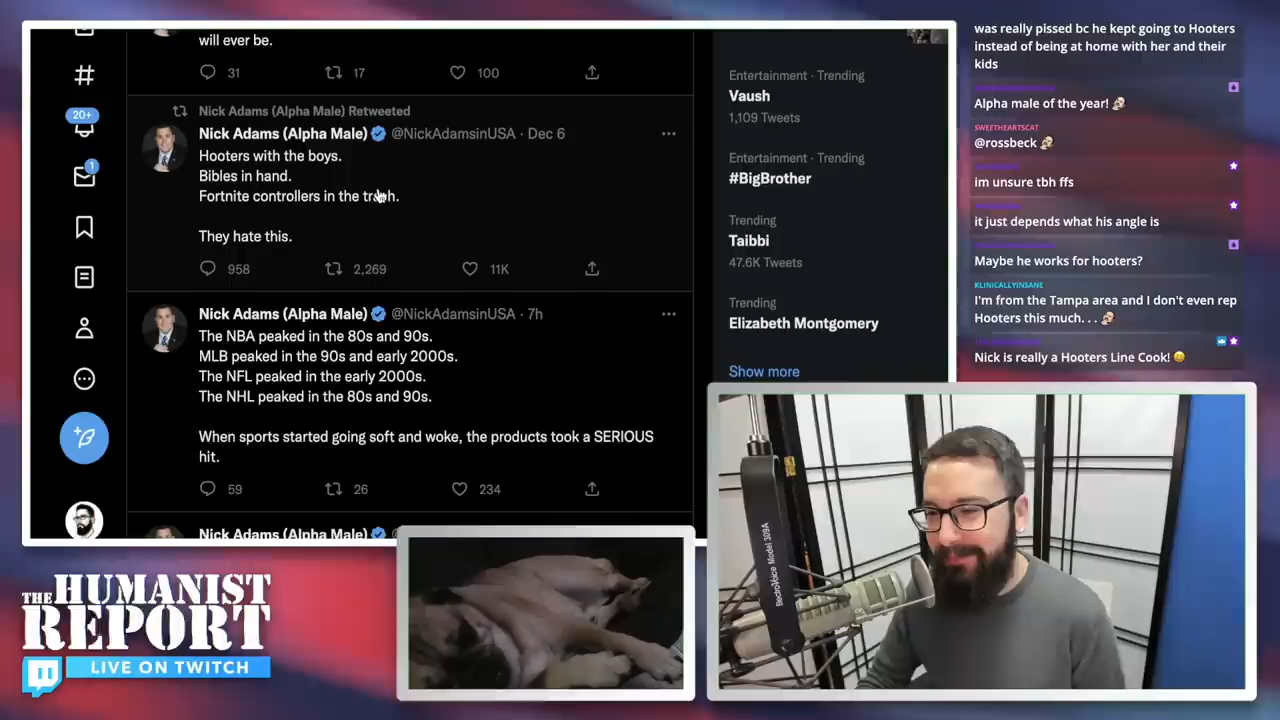 will ever be.
31 17 100
Nick Adams (Alpha Male) Retweeted
20+
Nick Adams (Alpha Male) @NickAdamsinUSA · Dec 6
Hooters with the boys.
Bibles in hand.
Fortnite controllers in the trash.
They hate this.
958 2,269 11K
1
Nick Adams (Alpha Male) @NickAdamsinUSA · 7h
The NBA peaked in the 80s and 90s.
MLB peaked in the 90s and early 2000s.
The NFL peaked in the early 2000s.
The NHL peaked in the 80s and 90s.
When sports started going soft and woke, the products took a SERIOUS
hit.
59 26 234
Nick Adams (Alpha Male)
Entertainment · Trending
Vaush
1,109 Tweets
Entertainment · Trending
#BigBrother
Trending
Taibbi
47.6K Tweets
Trending
Elizabeth Montgomery
Show more
was really pissed bc he kept going to Hooters
instead of being at home with her and their
kids
Alpha male of the year!
SWEETHEARTSCAT
@rossbeck
im unsure tbh ffs
it just depends what his angle is
Maybe he works for hooters?
KLINICALLYINSANE
I'm from the Tampa area and I don't even rep
Hooters this much. . .
Nick is really a Hooters Line Cook!
THE HUMANIST
REPORT
LIVE ON TWITCH
ElectroVoice Model 309A